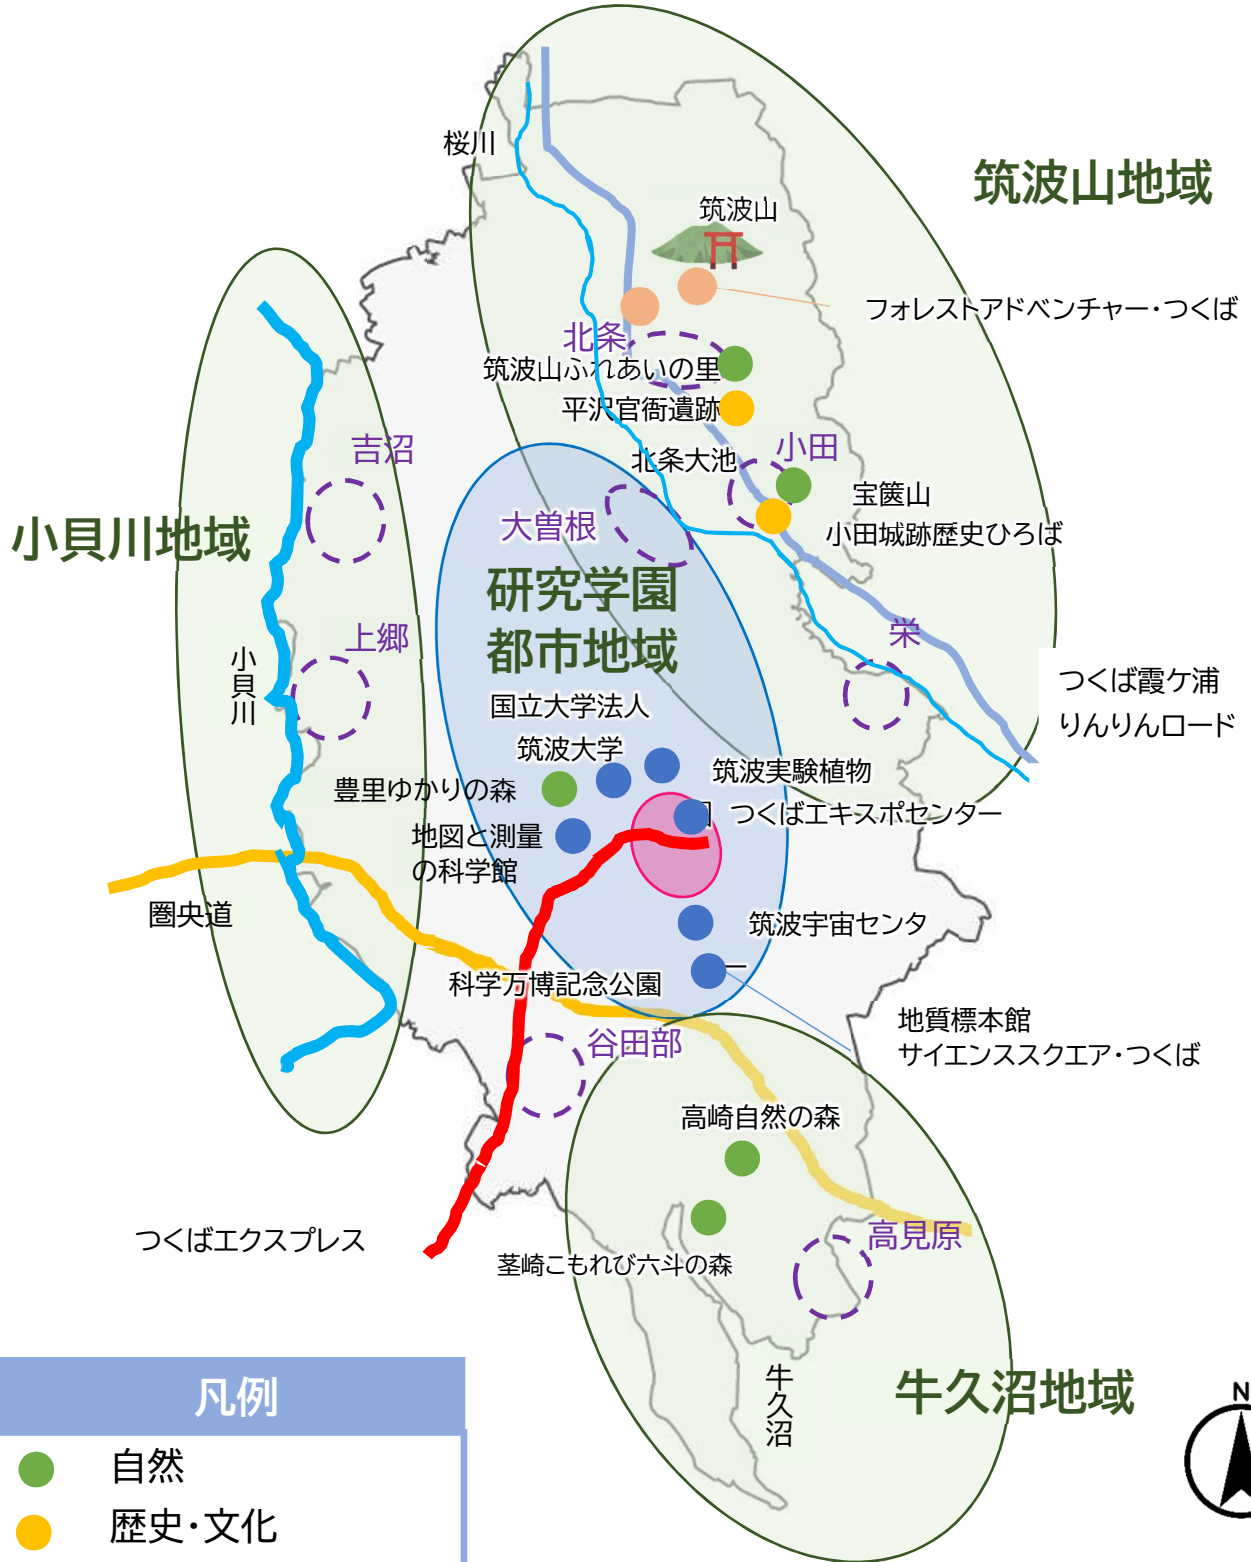 桜川
筑波山地域
筑波山
フォレストアドベンチャー・つくば
北条
筑波山ふれあいの里
平沢官衙遺跡
吉沼
北条大池
小田
宝篋山
小田城跡歴史ひろば
小貝川地域
大曽根
研究学園
都市地域
上郷
栄
小貝川
つくば霞ケ浦
りんりんロード
国立大学法人
筑波大学
筑波実験植物
園
豊里ゆかりの森
つくばエキスポセンター
地図と測量
の科学館
圏央道
筑波宇宙センタ
ー
科学万博記念公園
地質標本館
サイエンススクエア・つくば
谷田部
高崎自然の森
つくばエクスプレス
高見原
茎崎こもれび六斗の森
牛久沼
牛久沼地域
N
凡例
自然
歴史・文化